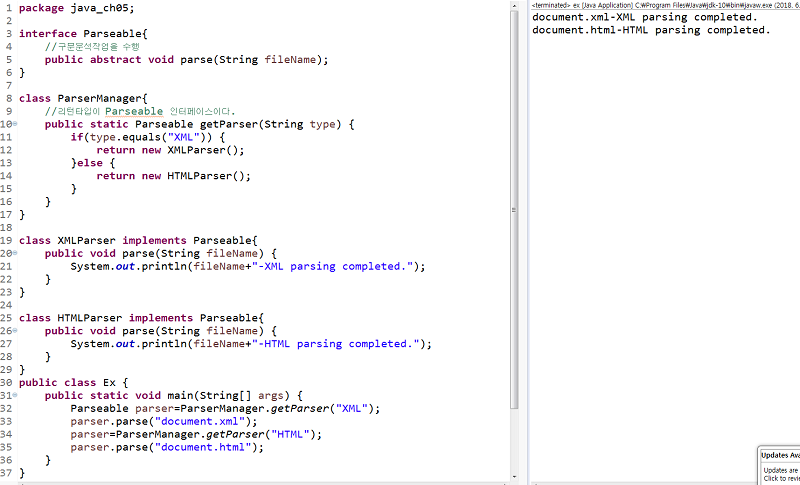 1 package java_ch05;
2
3 interface Parseable{
4 //구문분석작업을 수행
5 public abstract void parse(String fileName);
6 }
7
8 class ParserManager{
9 //리턴타입이 Parseable 인터페이스이다.
10 public static Parseable getParser(String type) {
11 if(type.equals("XML")) {
12 return new XMLParser();
13 }else {
14 return new HTMLParser();
15 }
16 }
17 }
18
19 class XMLParser implements Parseable{
20 public void parse(String fileName) {
21 System.out.println(fileName+"-XML parsing completed.");
22 }
23 }
24
25 class HTMLParser implements Parseable{
26 public void parse(String fileName) {
27 System.out.println(fileName+"-HTML parsing completed.");
28 }
29 }
30 public class Ex {
31 public static void main(String[] args) {
32 Parseable parser=ParserManager.getParser("XML");
33 parser.parse("document.xml");
34 parser=ParserManager.getParser("HTML");
35 parser.parse("document.html");
36 }
37 }
<terminated> ex [Java Application] C:₩Program Files₩Java₩jdk-10₩bin₩javaw.exe (2018. 6.
document.xml-XML parsing completed.
document.html-HTML parsing completed.
Updates Ava
Updates are
Click to revie